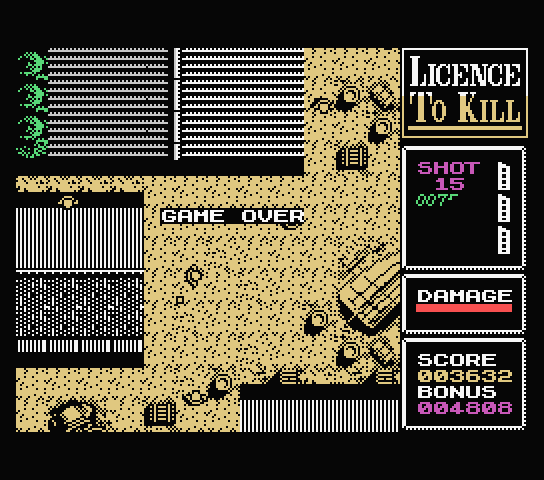 LICENCE
TO KILL
SHOT
15
007
GAME OVER
DAMAGE
SCORE
003632
BONUS
004808